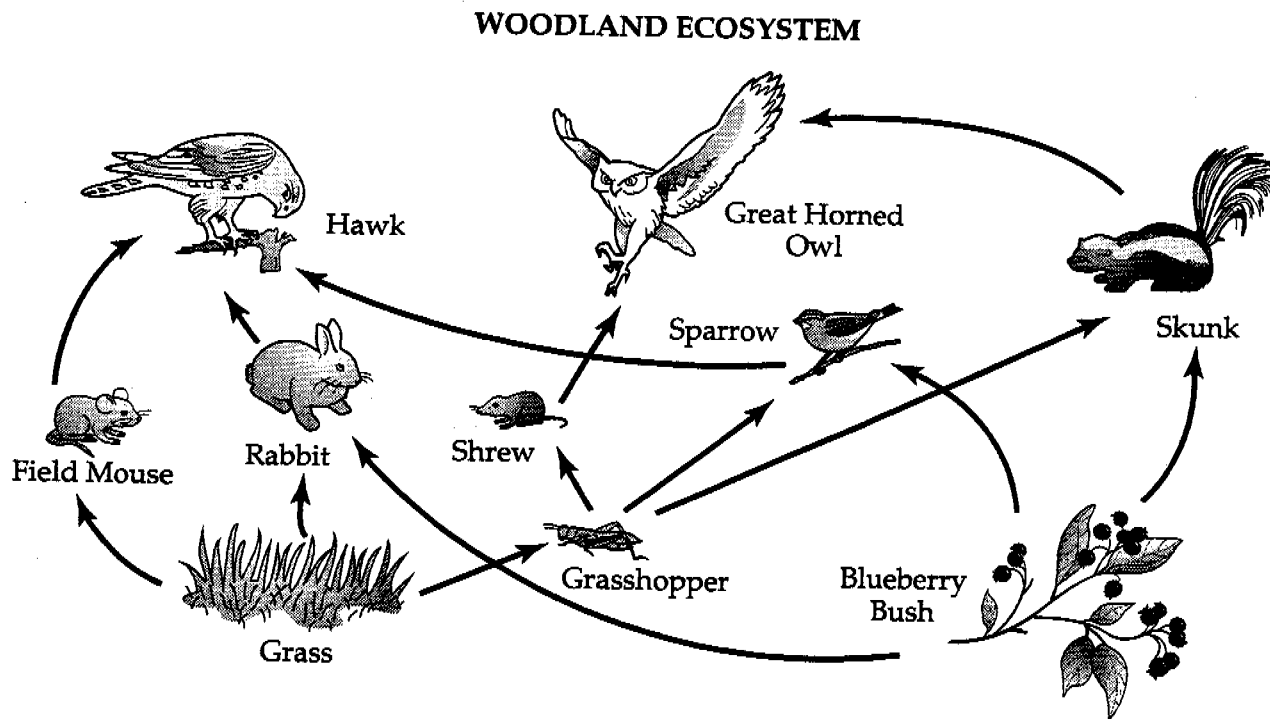 WOODLAND ECOSYSTEM
Hawk
Great Horned
Owl
Sparrow
Skunk
Field Mouse
Rabbit
Shrew
Grasshopper
Blueberry
Bush
Grass